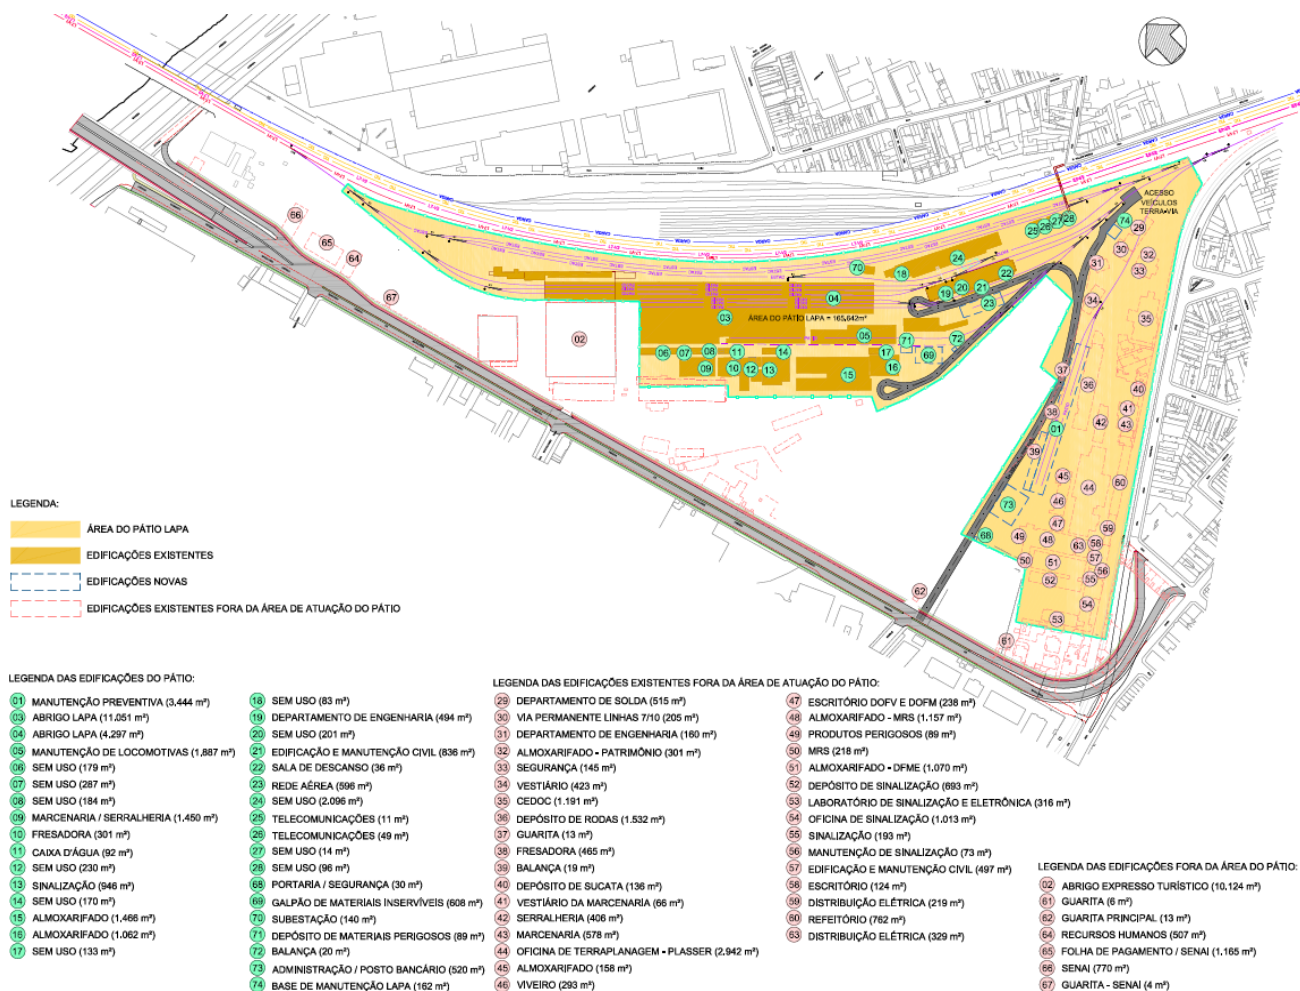 ACESSO
VEÍCULOS
TERRA-VIA
ÁREA DO PÁTIO LAPA = 165,642m²
LEGENDA:
ÁREA DO PÁTIO LAPA
EDIFICAÇÕES EXISTENTES
EDIFICAÇÕES NOVAS
EDIFICAÇÕES EXISTENTES FORA DA ÁREA DE ATUAÇÃO DO PÁTIO
LEGENDA DAS EDIFICAÇÕES DO PÁTIO:
01 MANUTENÇÃO PREVENTIVA (3,444 m²)
03 ABRIGO LAPA (11.051 m²)
04 ABRIGO LAPA (4,297 m²)
05 MANUTENÇÃO DE LOCOMOTIVAS (1,887 m²)
06 SEM USO (179 m²)
07 SEM USO (287 m²)
08 SEM USO (184 m²)
09 MARCENARIA / SERRALHERIA (1.450 m²)
10 FRESADORA (301 m²)
11 CAIXA D'ÁGUA (92 m²)
12 SEM USO (230 m²)
13 SINALIZAÇÃO (946 m²)
14 SEM USO (170 m²)
15 ALMOXARIFADO (1,466 m²)
16 ALMOXARIFADO (1.062 m²)
17 SEM USO (133 m²)
18 SEM USO (83 m²)
19 DEPARTAMENTO DE ENGENHARIA (494 m²)
20 SEM USO (201 m²)
21 EDIFICAÇÃO E MANUTENÇÃO CIVIL (836 m²)
22 SALA DE DESCANSO (36 m²)
23 REDE AÉREA (596 m²)
24 SEM USO (2.096 m²)
25 TELECOMUNICAÇÕES (11 m²)
26 TELECOMUNICAÇÕES (49 m²)
27 SEM USO (14 m²)
28 SEM USO (96 m²)
68 PORTARIA / SEGURANÇA (30 m²)
69 GALPÃO DE MATERIAIS INSERVÍVEIS (608 m²)
70 SUBESTAÇÃO (140 m²)
71 DEPÓSITO DE MATERIAIS PERIGOSOS (89 m²)
72 BALANÇA (20 m²)
73 ADMINISTRAÇÃO / POSTO BANCÁRIO (520 m²)
74 BASE DE MANUTENÇÃO LAPA (162 m²)
LEGENDA DAS EDIFICAÇÕES EXISTENTES FORA DA ÁREA DE ATUAÇÃO DO PÁTIO:
29 DEPARTAMENTO DE SOLDA (515 m²)
30 VIA PERMANENTE LINHAS 7/10 (205 m²)
31 DEPARTAMENTO DE ENGENHARIA (160 m²)
32 ALMOXARIFADO - PATRIMÔNIO (301 m²)
33 SEGURANÇA (145 m²)
34 VESTIÁRIO (423 m²)
35 CEDOC (1.191 m²)
36 DEPÓSITO DE RODAS (1.532 m²)
37 GUARITA (13 m²)
38 FRESADORA (465 m²)
39 BALANÇA (19 m²)
40 DEPÓSITO DE SUCATA (136 m²)
41 VESTIÁRIO DA MARCENARIA (66 m²)
42 SERRALHERIA (406 m²)
43 MARCENARIA (578 m²)
44 OFICINA DE TERRAPLANAGEM - PLASSER (2.942 m²)
45 ALMOXARIFADO (158 m²)
46 VIVEIRO (293 m²)
47 ESCRITÓRIO DOFV E DOFM (238 m²)
48 ALMOXARIFADO - MRS (1.157 m²)
49 PRODUTOS PERIGOSOS (89 m²)
50 MRS (218 m²)
51 ALMOXARIFADO - DFME (1.070 m²)
52 DEPÓSITO DE SINALIZAÇÃO (693 m²)
53 LABORATÓRIO DE SINALIZAÇÃO E ELETRÔNICA (316 m²)
54 OFICINA DE SINALIZAÇÃO (1.013 m²)
55 SINALIZAÇÃO (193 m²)
56 MANUTENÇÃO DE SINALIZAÇÃO (73 m²)
57 EDIFICAÇÃO E MANUTENÇÃO CIVIL (497 m²)
58 ESCRITÓRIO (124 m²)
59 DISTRIBUIÇÃO ELÉTRICA (219 m²)
60 REFEITÓRIO (762 m²)
63 DISTRIBUIÇÃO ELÉTRICA (329 m²)
LEGENDA DAS EDIFICAÇÕES FORA DA ÁREA DO PÁTIO:
02 ABRIGO EXPRESSO TURÍSTICO (10.124 m²)
61 GUARITA (6 m²)
62 GUARITA PRINCIPAL (13 m²)
64 RECURSOS HUMANOS (507 m²)
65 FOLHA DE PAGAMENTO / SENAI (1.165 m²)
66 SENAI (770 m²)
67 GUARITA - SENAI (4 m²)